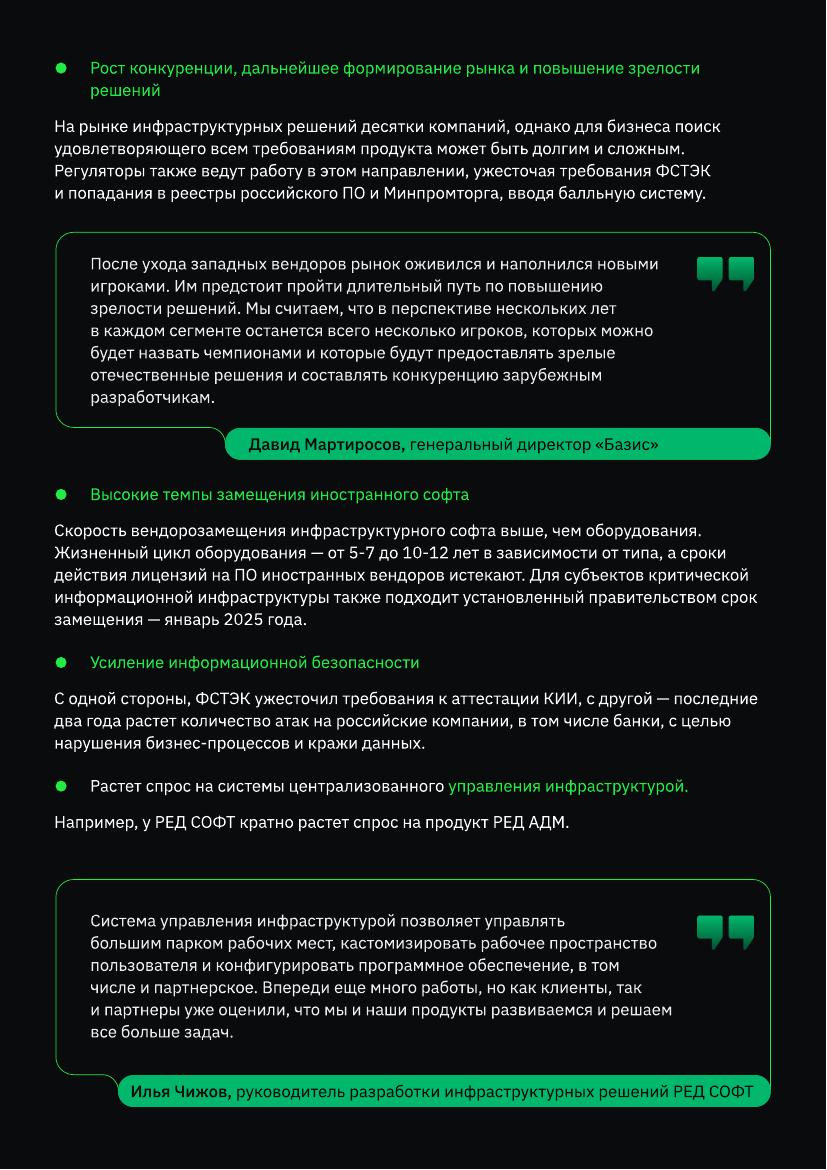 Рост конкуренции, дальнейшее формирование рынка и повышение зрелости
решений
На рынке инфраструктурных решений десятки компаний, однако для бизнеса поиск
удовлетворяющего всем требованиям продукта может быть долгим и сложным.
Регуляторы также ведут работу в этом направлении, ужесточая требования ФСТЭК
и попадания в реестры российского ПО и Минпромторга, вводя балльную систему.
После ухода западных вендоров рынок оживился и наполнился новыми
игроками. Им предстоит пройти длительный путь по повышению
зрелости решений. Мы считаем, что в перспективе нескольких лет
в каждом сегменте останется всего несколько игроков, которых можно
будет назвать чемпионами и которые будут предоставлять зрелые
отечественные решения и составлять конкуренцию зарубежным
разработчикам.
Давид Мартиросов, генеральный директор «Базис»
Высокие темпы замещения иностранного софта
Скорость вендорозамещения инфраструктурного софта выше, чем оборудования.
Жизненный цикл оборудования — от 5-7 до 10-12 лет в зависимости от типа, а сроки
действия лицензий на ПО иностранных вендоров истекают. Для субъектов критической
информационной инфраструктуры также подходит установленный правительством срок
замещения — январь 2025 года.
Усиление информационной безопасности
С одной стороны, ФСТЭК ужесточил требования к аттестации КИИ, с другой — последние
два года растет количество атак на российские компании, в том числе банки, с целью
нарушения бизнес-процессов и кражи данных.
Растет спрос на системы централизованного управления инфраструктурой.
Например, у РЕД СОФТ кратно растет спрос на продукт РЕД АДМ.
Система управления инфраструктурой позволяет управлять
большим парком рабочих мест, кастомизировать рабочее пространство
пользователя и конфигурировать программное обеспечение, в том
числе и партнерское. Впереди еще много работы, но как клиенты, так
и партнеры уже оценили, что мы и наши продукты развиваемся и решаем
все больше задач.
Илья Чижов, руководитель разработки инфраструктурных решений РЕД СОФТ